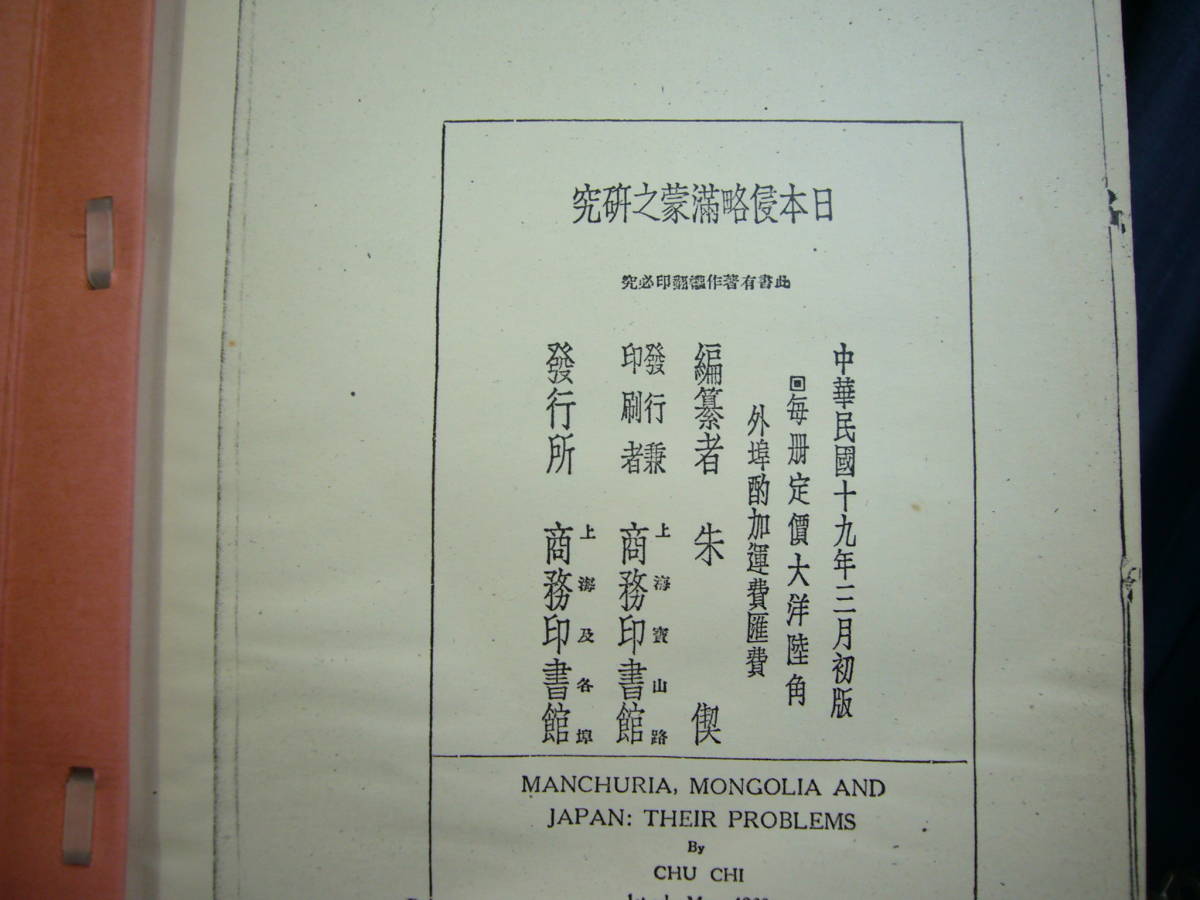 日本侵略滿蒙之研究
此書有著作權翻印必究
中華民國十九年三月初版
回每册定價大洋陸角
外埠酌加運費匯費
編纂者 朱偰
發行兼印刷者 上海寶山路 商務印書館
發行所 上海及各埠 商務印書館
MANCHURIA, MONGOLIA AND
JAPAN: THEIR PROBLEMS
By
CHU CHI